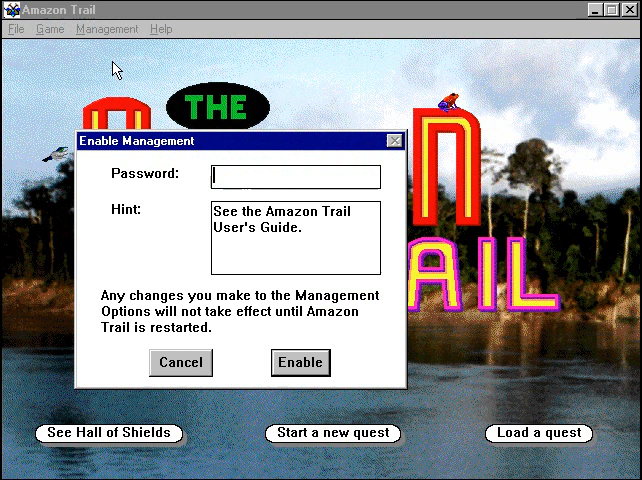 Amazon Trail
File Game Management Help
THE
Enable Management
Password:
Hint:
See the Amazon Trail
User's Guide.
Any changes you make to the Management
Options will not take effect until Amazon
Trail is restarted.
Cancel Enable
AIL
See Hall of Shields Start a new quest Load a quest